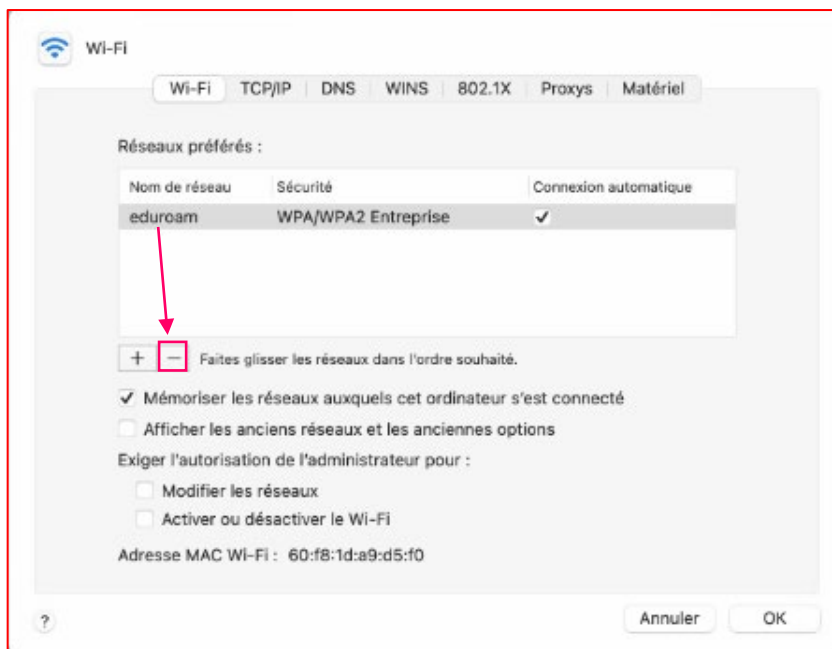 Wi-Fi
Wi-Fi TCP/IP DNS WINS 802.1X Proxys Matériel
Réseaux préférés :
Nom de réseau Sécurité Connexion automatique
eduroam WPA/WPA2 Entreprise ✓
+ − Faites glisser les réseaux dans l'ordre souhaité.
Mémoriser les réseaux auxquels cet ordinateur s'est connecté
Afficher les anciens réseaux et les anciennes options
Exiger l'autorisation de l'administrateur pour :
Modifier les réseaux
Activer ou désactiver le Wi-Fi
Adresse MAC Wi-Fi : 60:f8:1d:a9:d5:f0
? Annuler OK